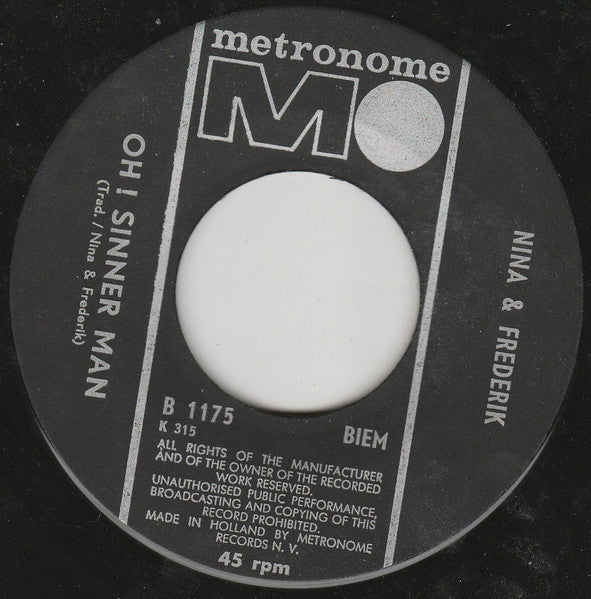 metronome
M
OH! SINNER MAN
(Trad. / Nina & Frederik)
NINA & FREDERIK
B 1175
K 315
BIEM
ALL RIGHTS OF THE MANUFACTURER
AND OF THE OWNER OF THE RECORDED
WORK RESERVED.
UNAUTHORISED PUBLIC PERFORMANCE,
BROADCASTING AND COPYING OF THIS
RECORD PROHIBITED.
MADE IN HOLLAND BY METRONOME
RECORDS N. V.
45 rpm